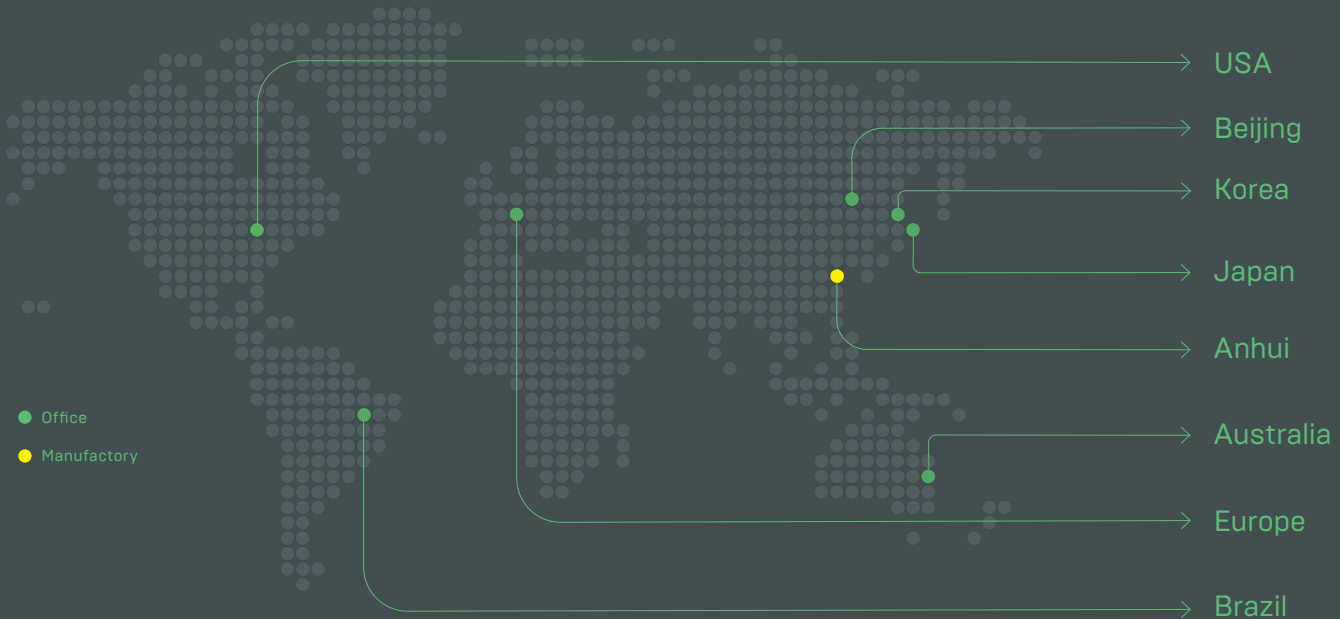 USA
Beijing
Korea
Japan
Anhui
Office
Australia
Manufactory
Europe
Brazil